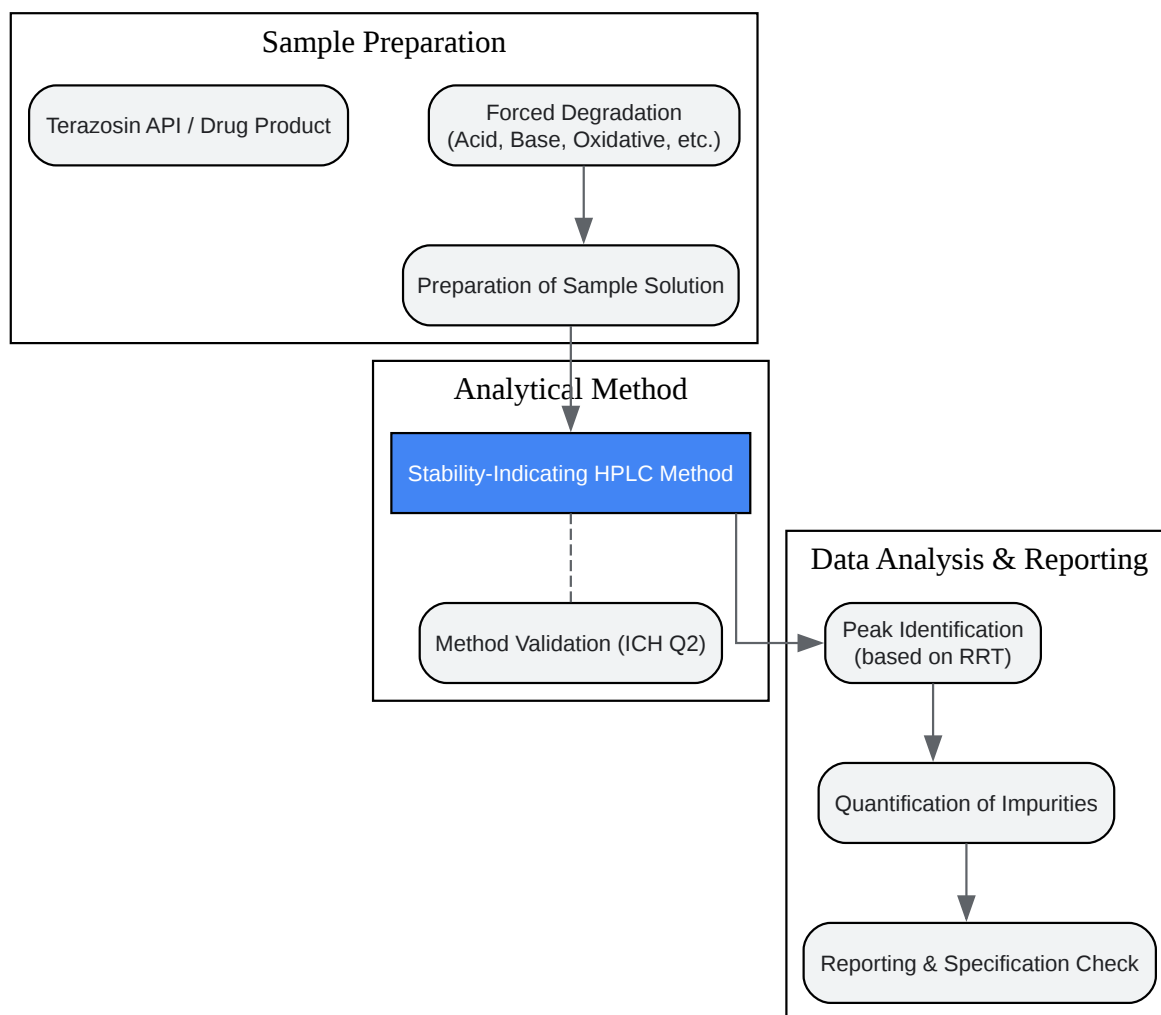 Sample Preparation
Terazosin API / Drug Product
Forced Degradation
(Acid, Base, Oxidative, etc.)
Preparation of Sample Solution
Analytical Method
Stability-Indicating HPLC Method
Method Validation (ICH Q2)
Data Analysis & Reporting
Peak Identification
(based on RRT)
Quantification of Impurities
Reporting & Specification Check